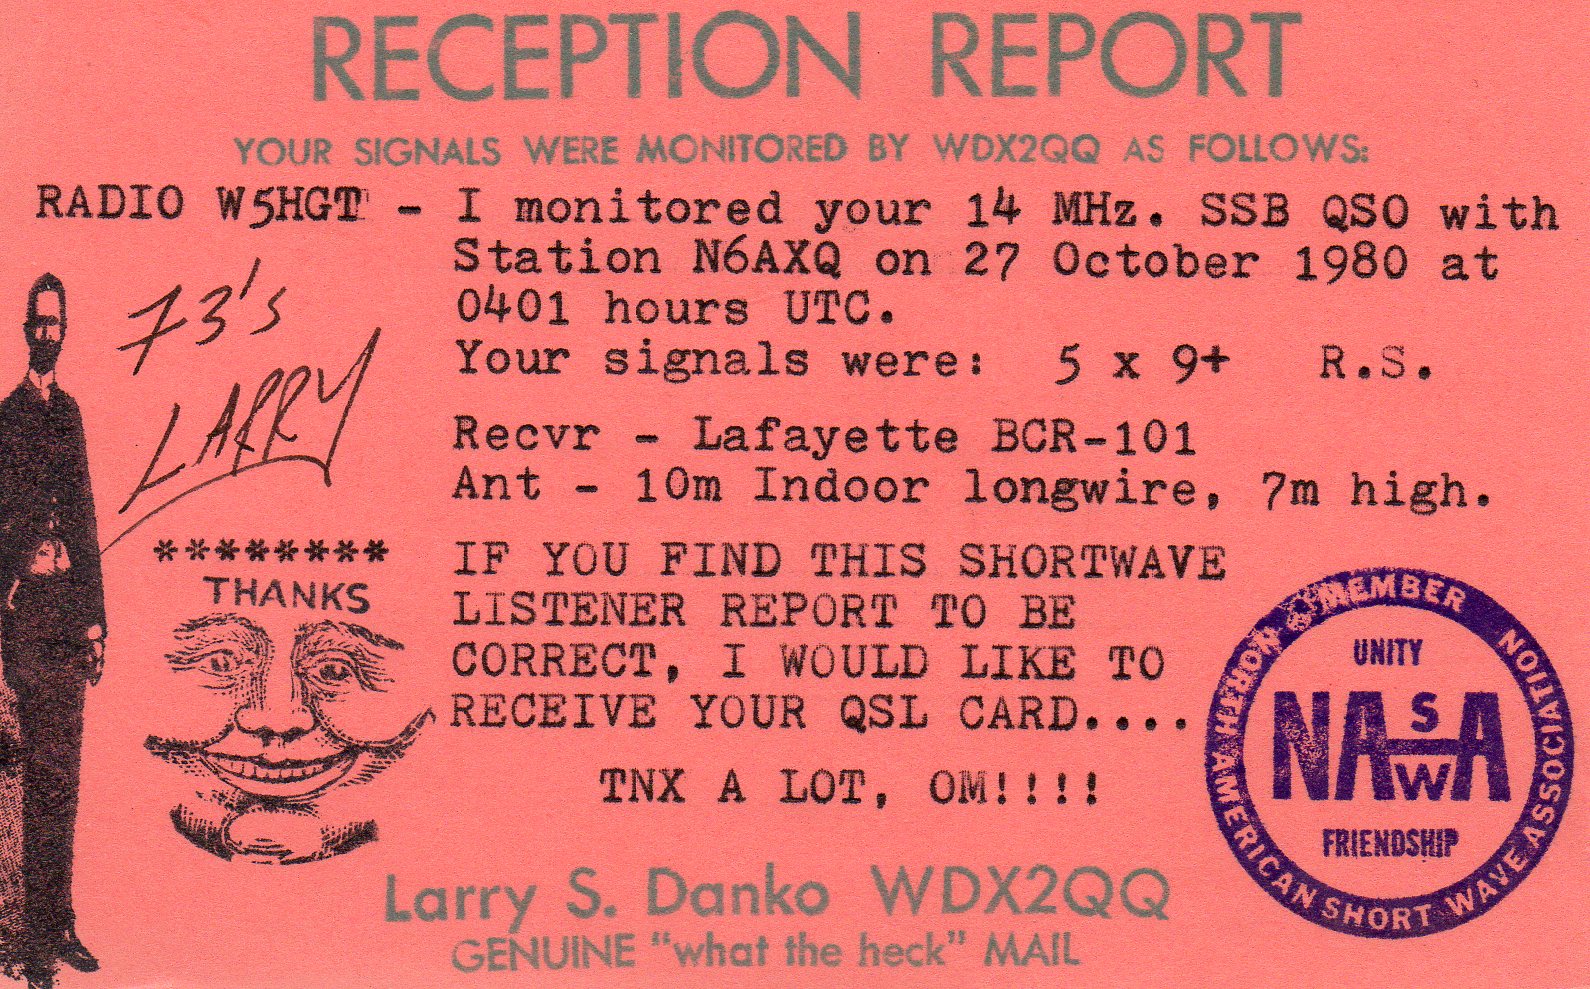 RECEPTION REPORT
YOUR SIGNALS WERE MONITORED BY WDX2QQ AS FOLLOWS:
RADIO W5HGT - I monitored your 14 MHz. SSB QSO with
Station N6AXQ on 27 October 1980 at
0401 hours UTC.
Your signals were: 5 x 9+ R.S.
73's
LARRY
Recvr - Lafayette BCR-101
Ant - 10m Indoor longwire, 7m high.
********
THANKS
IF YOU FIND THIS SHORTWAVE
LISTENER REPORT TO BE
CORRECT, I WOULD LIKE TO
RECEIVE YOUR QSL CARD....
TNX A LOT, OM!!!!
MEMBER
NORTH AMERICAN SHORT WAVE ASSOCIATION
UNITY
NASWA
FRIENDSHIP
Larry S. Danko WDX2QQ
GENUINE "what the heck" MAIL